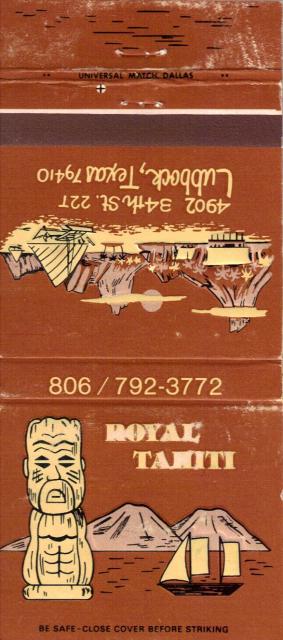 UNIVERSAL MATCH, DALLAS
4902 34th St. 22T
Lubbock, Texas 79410
806 / 792-3772
ROYAL
TAHITI
BE SAFE-CLOSE COVER BEFORE STRIKING